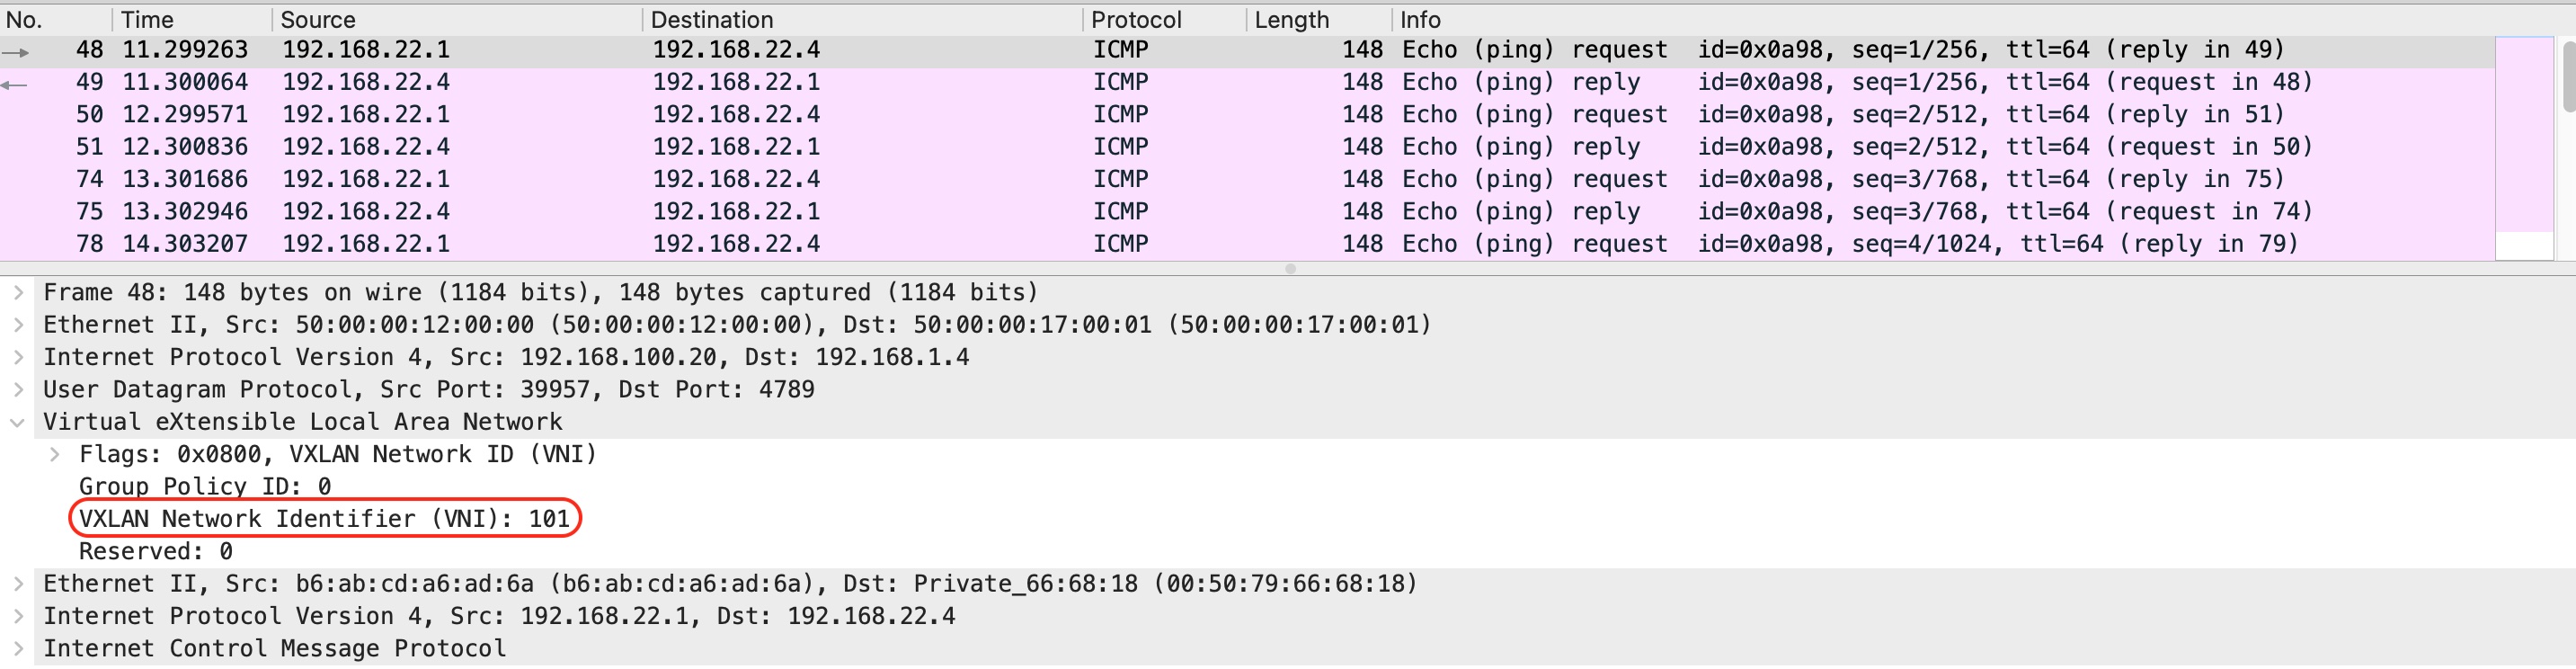 No. Time Source Destination Protocol Length Info
48 11.299263 192.168.22.1 192.168.22.4 ICMP 148 Echo (ping) request id=0x0a98, seq=1/256, ttl=64 (reply in 49)
49 11.300064 192.168.22.4 192.168.22.1 ICMP 148 Echo (ping) reply id=0x0a98, seq=1/256, ttl=64 (request in 48)
50 12.299571 192.168.22.1 192.168.22.4 ICMP 148 Echo (ping) request id=0x0a98, seq=2/512, ttl=64 (reply in 51)
51 12.300836 192.168.22.4 192.168.22.1 ICMP 148 Echo (ping) reply id=0x0a98, seq=2/512, ttl=64 (request in 50)
74 13.301686 192.168.22.1 192.168.22.4 ICMP 148 Echo (ping) request id=0x0a98, seq=3/768, ttl=64 (reply in 75)
75 13.302946 192.168.22.4 192.168.22.1 ICMP 148 Echo (ping) reply id=0x0a98, seq=3/768, ttl=64 (request in 74)
78 14.303207 192.168.22.1 192.168.22.4 ICMP 148 Echo (ping) request id=0x0a98, seq=4/1024, ttl=64 (reply in 79)
Frame 48: 148 bytes on wire (1184 bits), 148 bytes captured (1184 bits)
Ethernet II, Src: 50:00:00:12:00:00 (50:00:00:12:00:00), Dst: 50:00:00:17:00:01 (50:00:00:17:00:01)
Internet Protocol Version 4, Src: 192.168.100.20, Dst: 192.168.1.4
User Datagram Protocol, Src Port: 39957, Dst Port: 4789
Virtual eXtensible Local Area Network
Flags: 0x0800, VXLAN Network ID (VNI)
Group Policy ID: 0
VXLAN Network Identifier (VNI): 101
Reserved: 0
Ethernet II, Src: b6:ab:cd:a6:ad:6a (b6:ab:cd:a6:ad:6a), Dst: Private_66:68:18 (00:50:79:66:68:18)
Internet Protocol Version 4, Src: 192.168.22.1, Dst: 192.168.22.4
Internet Control Message Protocol